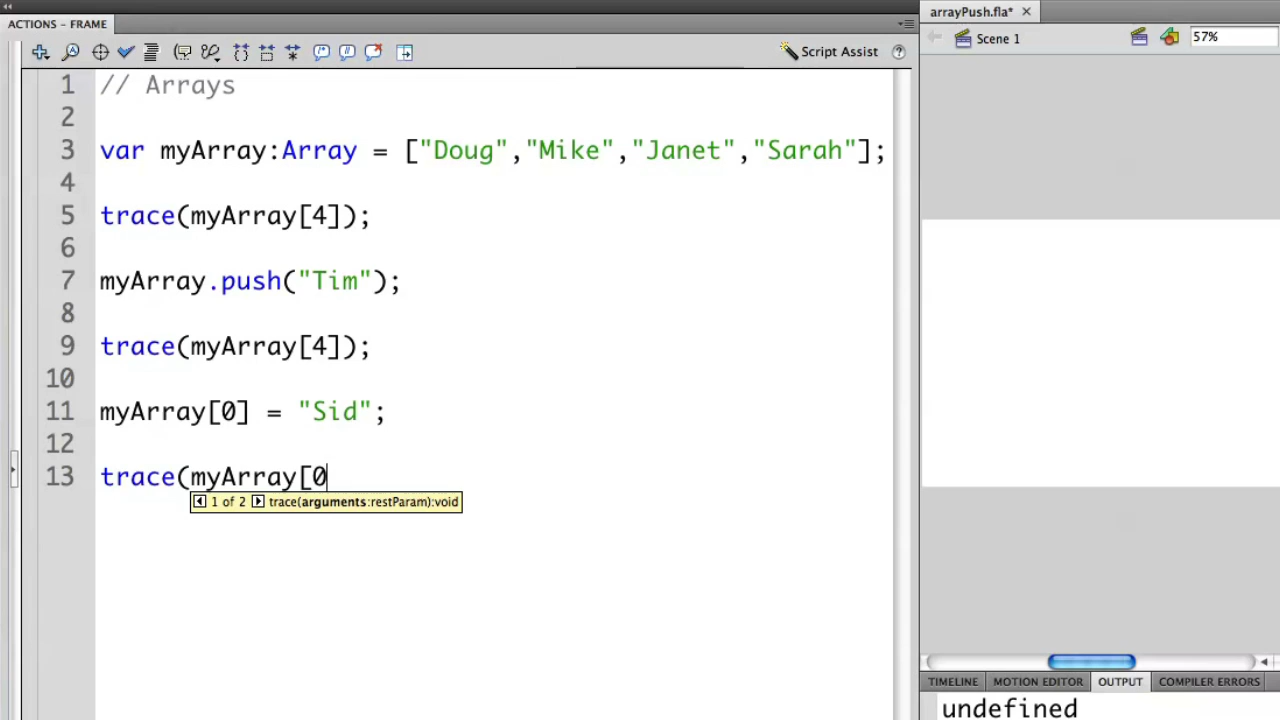 ACTIONS - FRAME
Script Assist
1 // Arrays
2
3 var myArray:Array = ["Doug","Mike","Janet","Sarah"];
4
5 trace(myArray[4]);
6
7 myArray.push("Tim");
8
9 trace(myArray[4]);
10
11 myArray[0] = "Sid";
12
13 trace(myArray[0
1 of 2 trace(arguments:restParam):void
arrayPush.fla*
Scene 1
57%
TIMELINE MOTION EDITOR OUTPUT COMPILER ERRORS
undefined